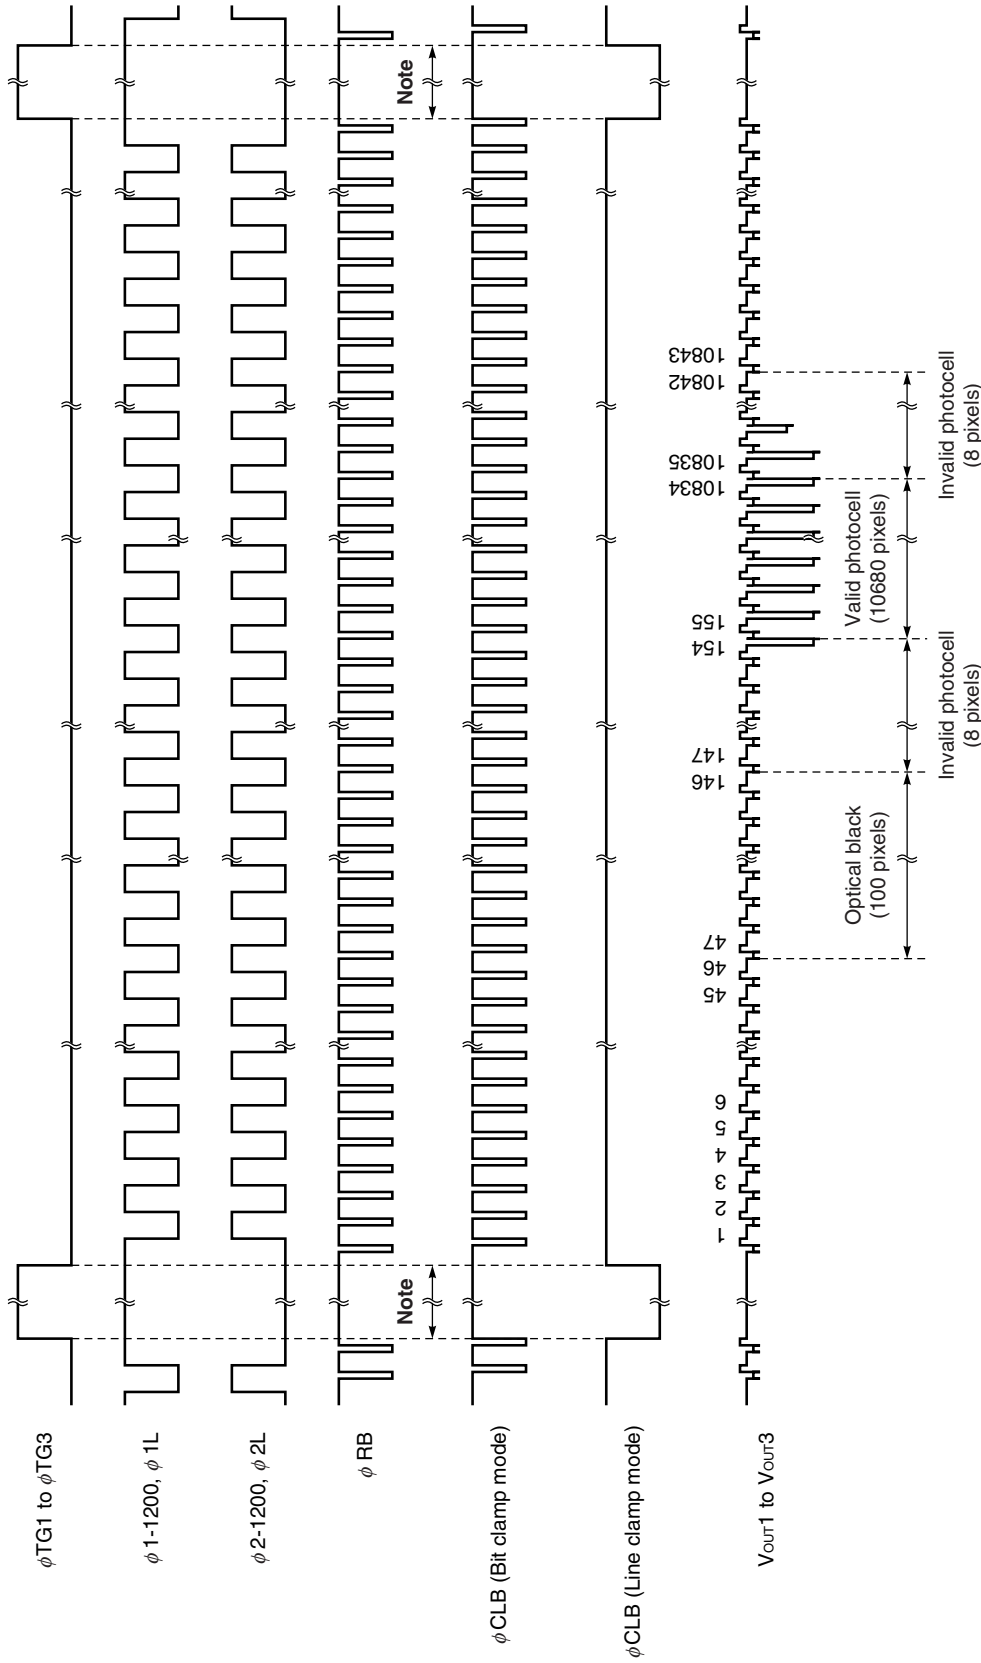 φTG1 to φTG3
φ1-1200, φ1L
φ2-1200, φ2L
φRB
Note
Note
φCLB (Bit clamp mode)
φCLB (Line clamp mode)
VOUT1 to VOUT3
1
2
3
4
5
6
45
46
47
146
147
154
155
10834
10835
10842
10843
Optical black
(100 pixels)
Invalid photocell
(8 pixels)
Valid photocell
(10680 pixels)
Invalid photocell
(8 pixels)